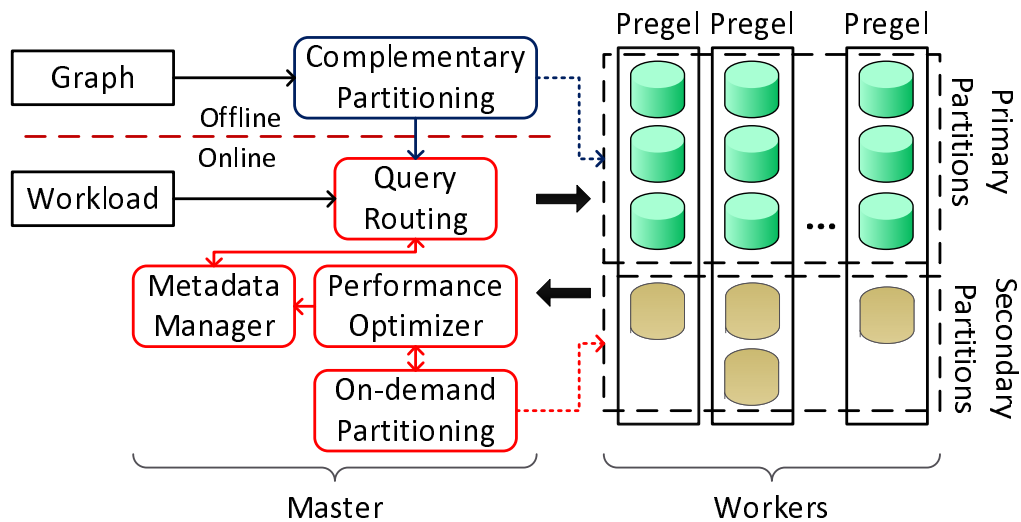 Pregel Pregel Pregel
Graph
Complementary
Partitioning
Offline
Online
Workload
Query
Routing
Metadata
Manager
Performance
Optimizer
On-demand
Partitioning
...
Primary
Partitions
Secondary
Partitions
Master
Workers